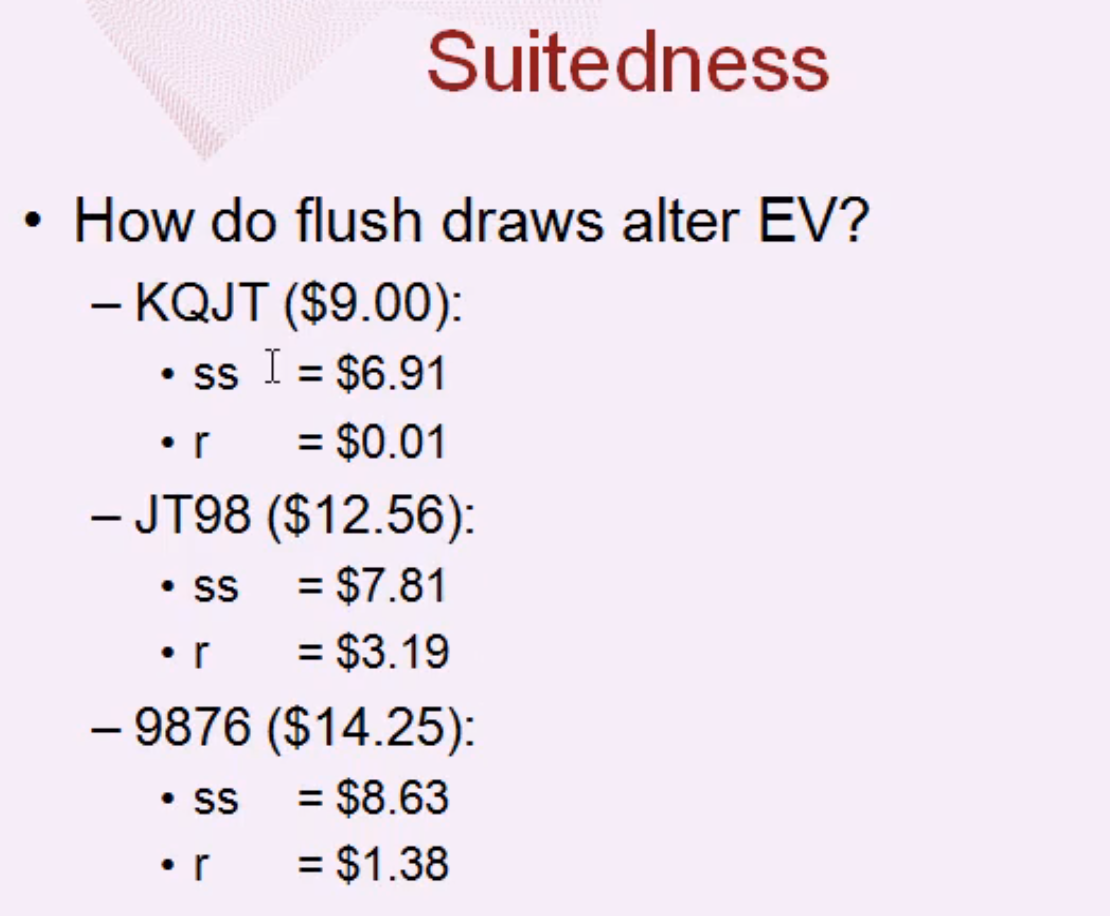 Suitedness
• How do flush draws alter EV?
– KQJT ($9.00):
• ss = $6.91
• r = $0.01
– JT98 ($12.56):
• ss = $7.81
• r = $3.19
– 9876 ($14.25):
• ss = $8.63
• r = $1.38